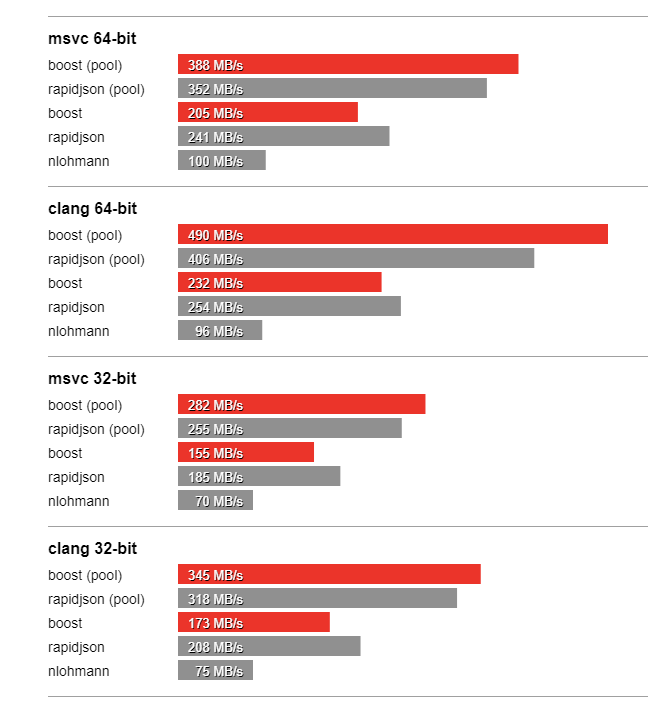 msvc 64-bit
boost (pool) 388 MB/s
rapidjson (pool) 352 MB/s
boost 205 MB/s
rapidjson 241 MB/s
nlohmann 100 MB/s
clang 64-bit
boost (pool) 490 MB/s
rapidjson (pool) 406 MB/s
boost 232 MB/s
rapidjson 254 MB/s
nlohmann 96 MB/s
msvc 32-bit
boost (pool) 282 MB/s
rapidjson (pool) 255 MB/s
boost 155 MB/s
rapidjson 185 MB/s
nlohmann 70 MB/s
clang 32-bit
boost (pool) 345 MB/s
rapidjson (pool) 318 MB/s
boost 173 MB/s
rapidjson 208 MB/s
nlohmann 75 MB/s